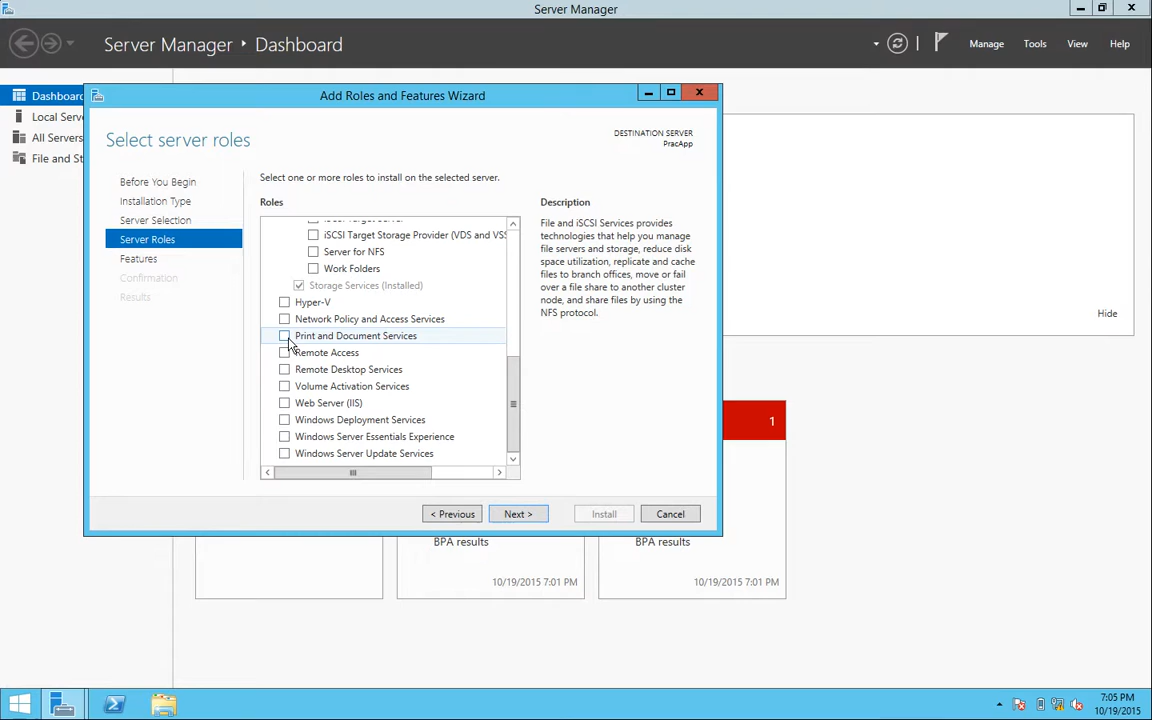 Server Manager
Server Manager ‣ Dashboard
Manage
Tools
View
Help
Dashboard
Local Serve
All Servers
File and St
Add Roles and Features Wizard
Select server roles
DESTINATION SERVER
PracApp
Before You Begin
Installation Type
Server Selection
Server Roles
Features
Confirmation
Results
Select one or more roles to install on the selected server.
Roles
iSCSI Target Server
iSCSI Target Storage Provider (VDS and VSS
Server for NFS
Work Folders
Storage Services (Installed)
Hyper-V
Network Policy and Access Services
Print and Document Services
Remote Access
Remote Desktop Services
Volume Activation Services
Web Server (IIS)
Windows Deployment Services
Windows Server Essentials Experience
Windows Server Update Services
Description
File and iSCSI Services provides
technologies that help you manage
file servers and storage, reduce disk
space utilization, replicate and cache
files to branch offices, move or fail
over a file share to another cluster
node, and share files by using the
NFS protocol.
Hide
1
< Previous
Next >
Install
Cancel
BPA results
10/19/2015 7:01 PM
BPA results
10/19/2015 7:01 PM
7:05 PM
10/19/2015